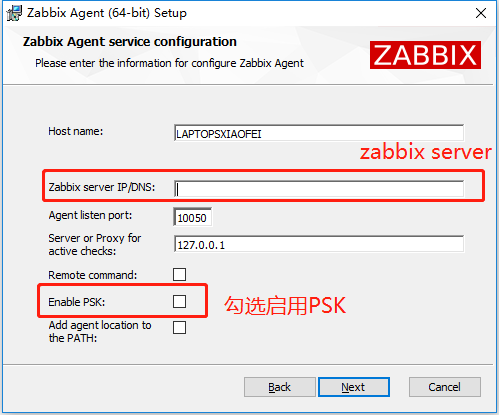 Zabbix Agent (64-bit) Setup
Zabbix Agent service configuration
Please enter the information for configure Zabbix Agent
ZABBIX
Host name:
LAPTOPSXIAOFEI
zabbix server
Zabbix server IP/DNS:
Agent listen port:
10050
Server or Proxy for
active checks:
127.0.0.1
Remote command:
Enable PSK:
勾选启用PSK
Add agent location to
the PATH:
Back
Next
Cancel